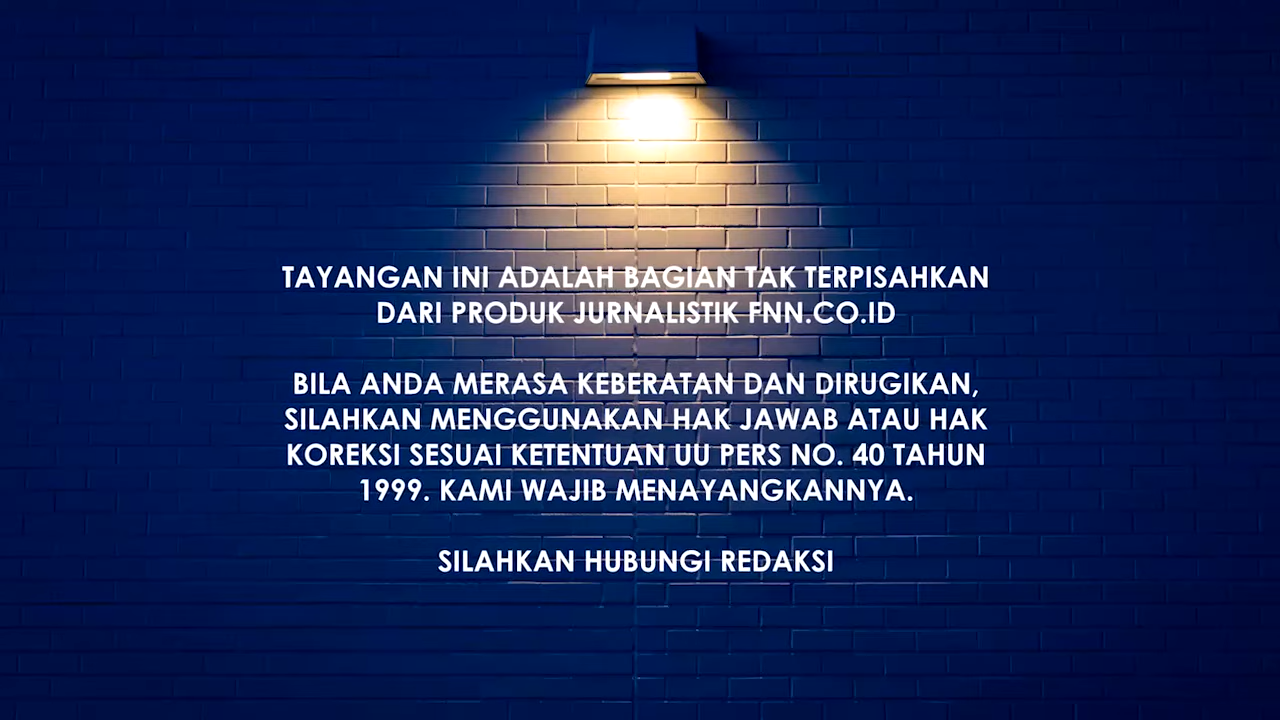 TAYANGAN INI ADALAH BAGIAN TAK TERPISAHKAN
DARI PRODUK JURNALISTIK FNN.CO.ID
BILA ANDA MERASA KEBERATAN DAN DIRUGIKAN,
SILAHKAN MENGGUNAKAN HAK JAWAB ATAU HAK
KOREKSI SESUAI KETENTUAN UU PERS NO. 40 TAHUN
1999. KAMI WAJIB MENAYANGKANNYA.
SILAHKAN HUBUNGI REDAKSI